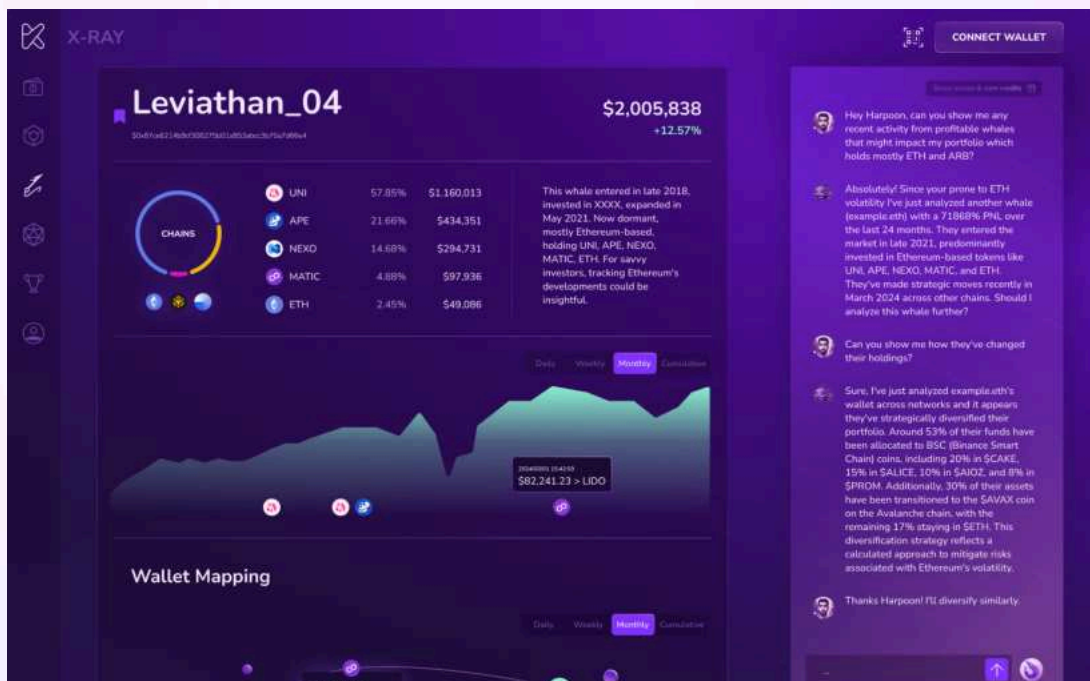 X-RAY
CONNECT WALLET
Leviathan_04
$2,005,838
+12.57%
CHAINS
UNI 57.85% $1.160,013
APE 21.66% $434,351
NEXO 14.68% $294,731
MATIC 4.88% $97,936
ETH 2.45% $49,086
This whale entered in late 2018,
invested in XXXX, expanded in
May 2021. Now dormant,
mostly Ethereum-based,
holding UNI, APE, NEXO,
MATIC, ETH. For savvy
investors, tracking Ethereum's
developments could be
insightful.
Daily Weekly Monthly Cumulative
$82,241.23 > LIDO
Wallet Mapping
Daily Weekly Monthly Cumulative
Hey Harpoon, can you show me any
recent activity from profitable whales
that might impact my portfolio which
holds mostly ETH and ARB?
Absolutely! Since your prone to ETH
volatility I've just analyzed another whale
(example.eth) with a 71868% PNL over
the last 24 months. They entered the
market in late 2021, predominantly
invested in Ethereum-based tokens like
UNI, APE, NEXO, MATIC, and ETH.
They've made strategic moves recently in
March 2024 across other chains. Should I
analyze this whale further?
Can you show me how they've changed
their holdings?
Sure, I've just analyzed example.eth's
wallet across networks and it appears
they've strategically diversified their
portfolio. Around 53% of their funds have
been allocated to BSC (Binance Smart
Chain) coins, including 20% in $CAKE,
15% in $ALICE, 10% in $AIOZ, and 8% in
$PROM. Additionally, 30% of their assets
have been transitioned to the $AVAX coin
on the Avalanche chain, with the
remaining 17% staying in $ETH. This
diversification strategy reflects a
calculated approach to mitigate risks
associated with Ethereum's volatility.
Thanks Harpoon! I'll diversify similarly.